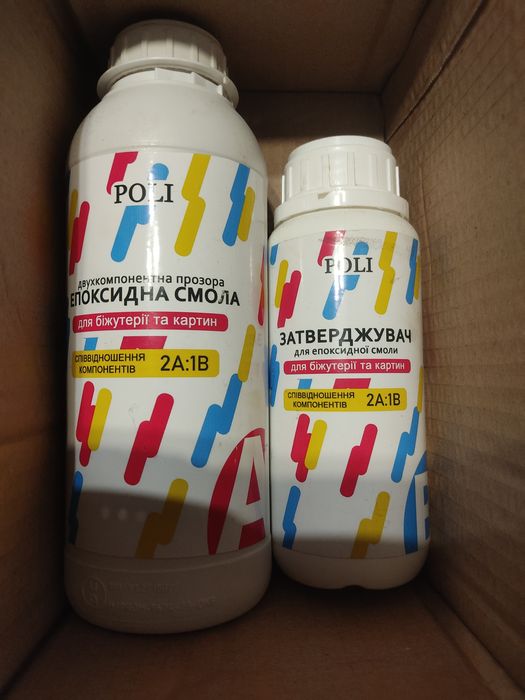 POLI
двухкомпонентна прозора
ЕПОКСИДНА СМОЛА
для біжутерії та картин
СПІВВІДНОШЕННЯ
КОМПОНЕНТІВ
2А:1В
A
POLI
ЗАТВЕРДЖУВАЧ
для епоксидної смоли
для біжутерії та картин
СПІВВІДНОШЕННЯ
КОМПОНЕНТІВ
2А:1В